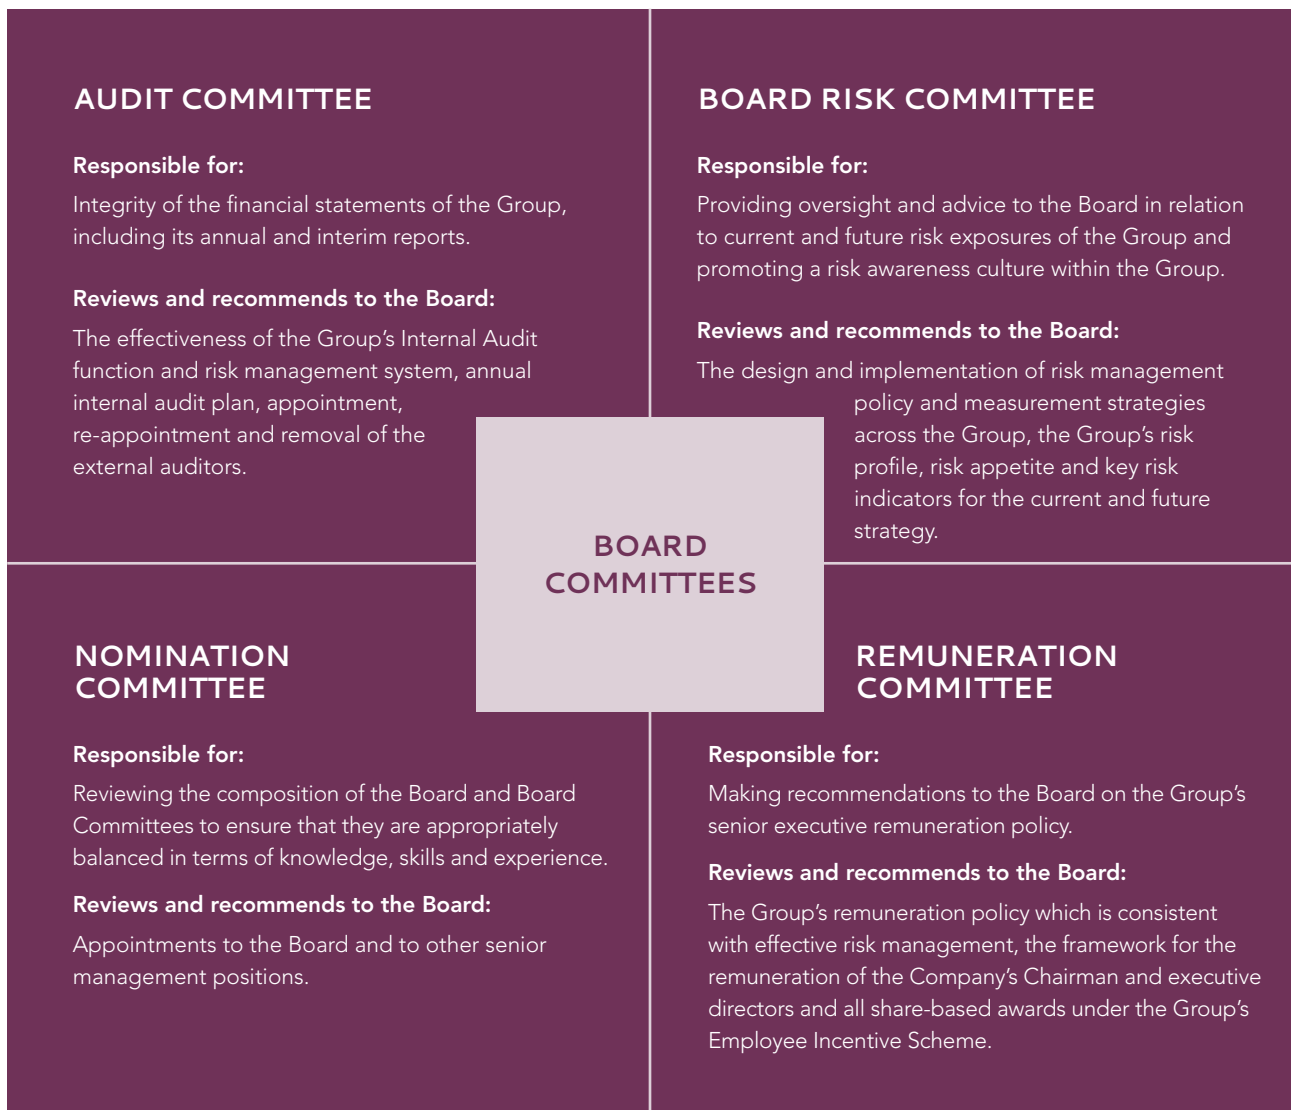 AUDIT COMMITTEE
Responsible for:
Integrity of the financial statements of the Group,
including its annual and interim reports.
Reviews and recommends to the Board:
The effectiveness of the Group’s Internal Audit
function and risk management system, annual
internal audit plan, appointment,
re-appointment and removal of the
external auditors.
BOARD RISK COMMITTEE
Responsible for:
Providing oversight and advice to the Board in relation
to current and future risk exposures of the Group and
promoting a risk awareness culture within the Group.
Reviews and recommends to the Board:
The design and implementation of risk management
policy and measurement strategies
across the Group, the Group’s risk
profile, risk appetite and key risk
indicators for the current and future
strategy.
BOARD
COMMITTEES
NOMINATION
COMMITTEE
Responsible for:
Reviewing the composition of the Board and Board
Committees to ensure that they are appropriately
balanced in terms of knowledge, skills and experience.
Reviews and recommends to the Board:
Appointments to the Board and to other senior
management positions.
REMUNERATION
COMMITTEE
Responsible for:
Making recommendations to the Board on the Group’s
senior executive remuneration policy.
Reviews and recommends to the Board:
The Group’s remuneration policy which is consistent
with effective risk management, the framework for the
remuneration of the Company’s Chairman and executive
directors and all share-based awards under the Group’s
Employee Incentive Scheme.